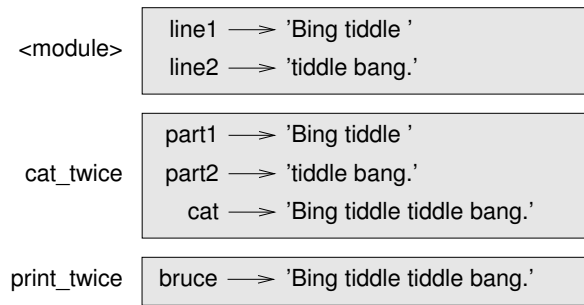 <module>
line1 ’Bing tiddle ’
line2 ’tiddle bang.’
cat_twice
part1 ’Bing tiddle ’
part2 ’tiddle bang.’
cat ’Bing tiddle tiddle bang.’
print_twice
bruce ’Bing tiddle tiddle bang.’